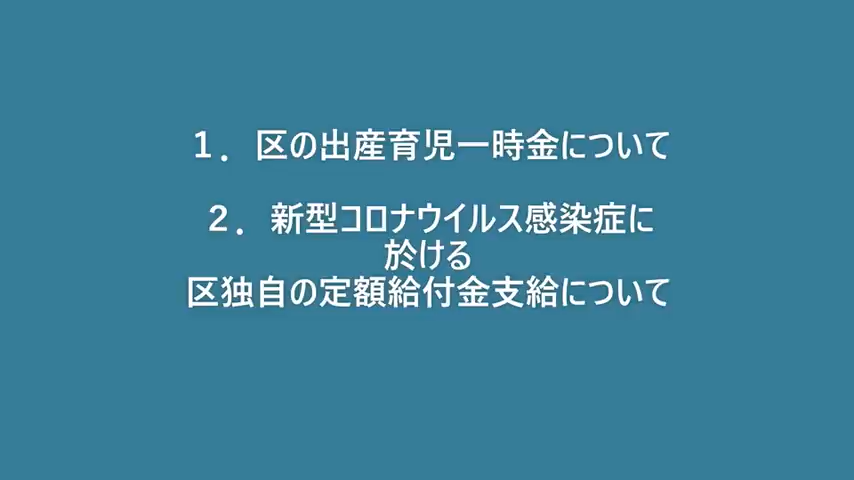 １．区の出産育児一時金について
２．新型コロナウイルス感染症に
於ける
区独自の定額給付金支給について